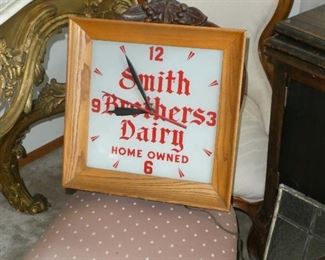 12
Smith
9 Brothers 3
Dairy
HOME OWNED
6